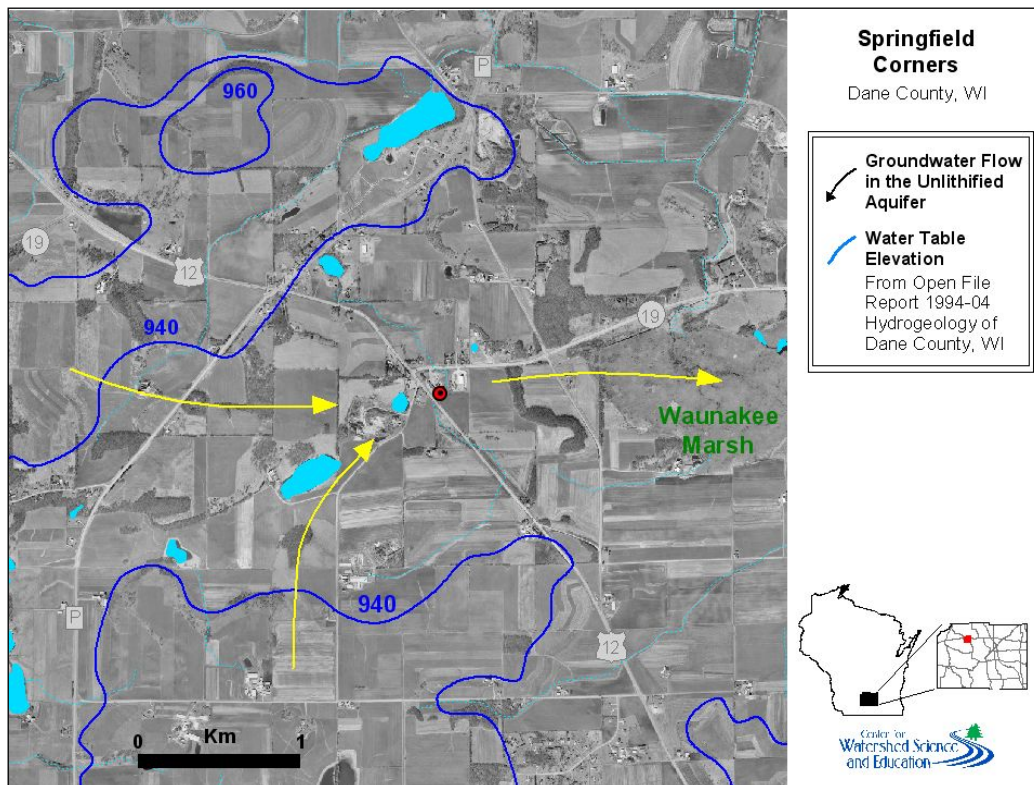 Springfield
Corners
Dane County, WI
Groundwater Flow
in the Unlithified
Aquifer
Water Table
Elevation
From Open File
Report 1994-04
Hydrogeology of
Dane County, WI
960
P
19
12
940
19
Waunakee
Marsh
940
P
12
0 Km 1
Center for
Watershed Science
and Education